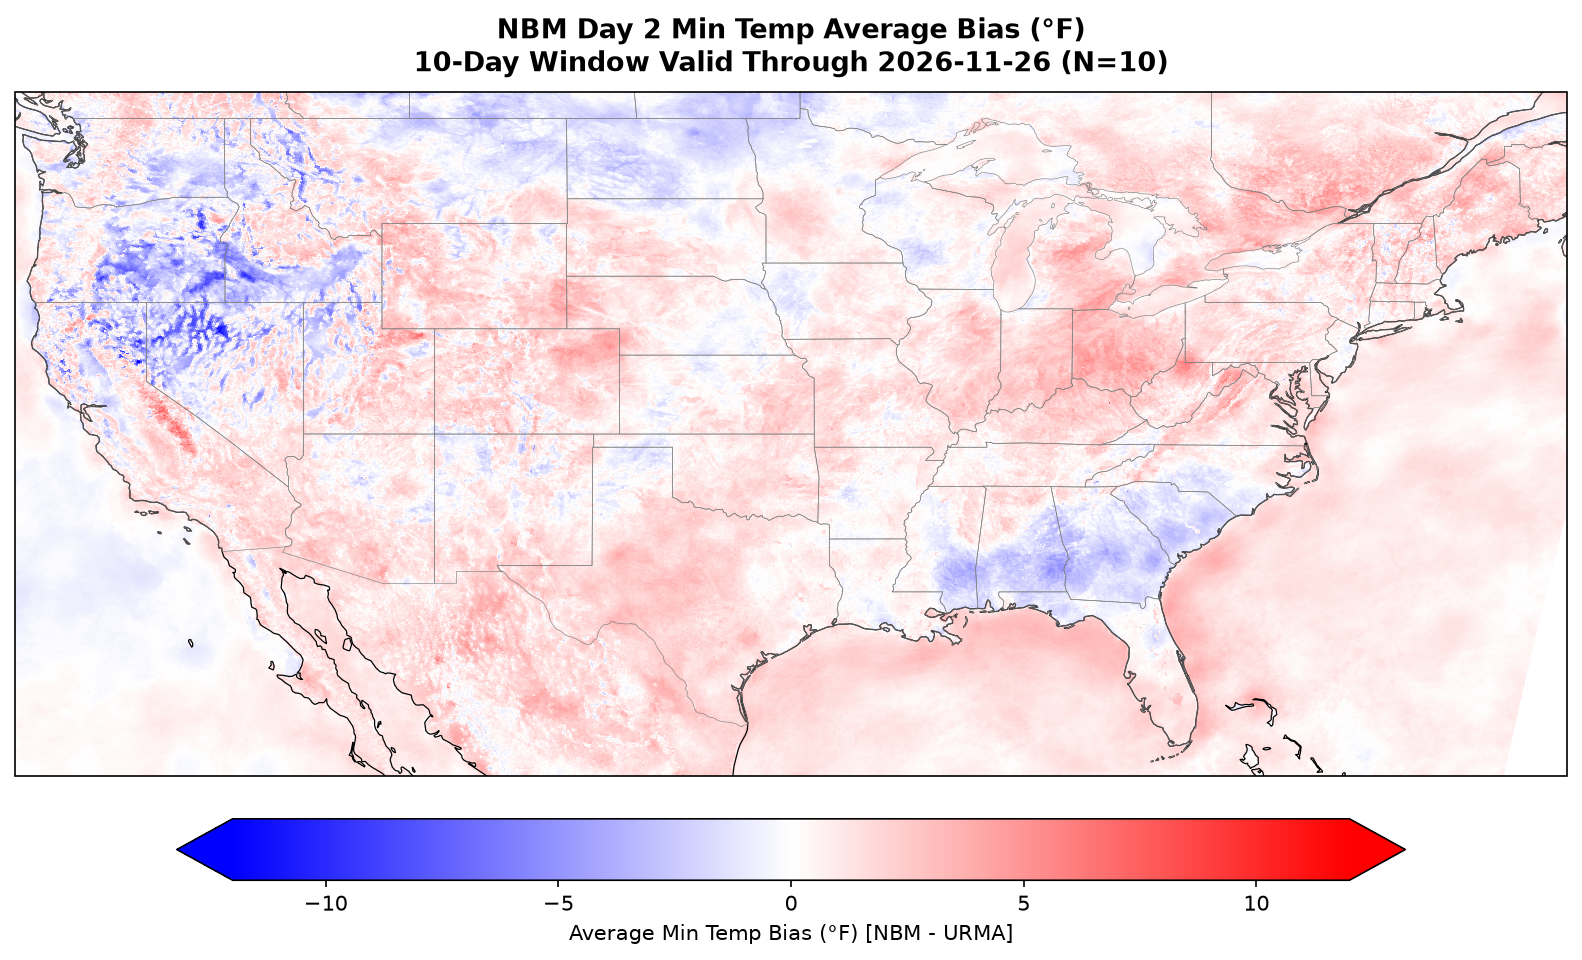 NBM Day 2 Min Temp Average Bias (°F)
10-Day Window Valid Through 2026-11-26 (N=10)
−10 −5 0 5 10
Average Min Temp Bias (°F) [NBM - URMA]